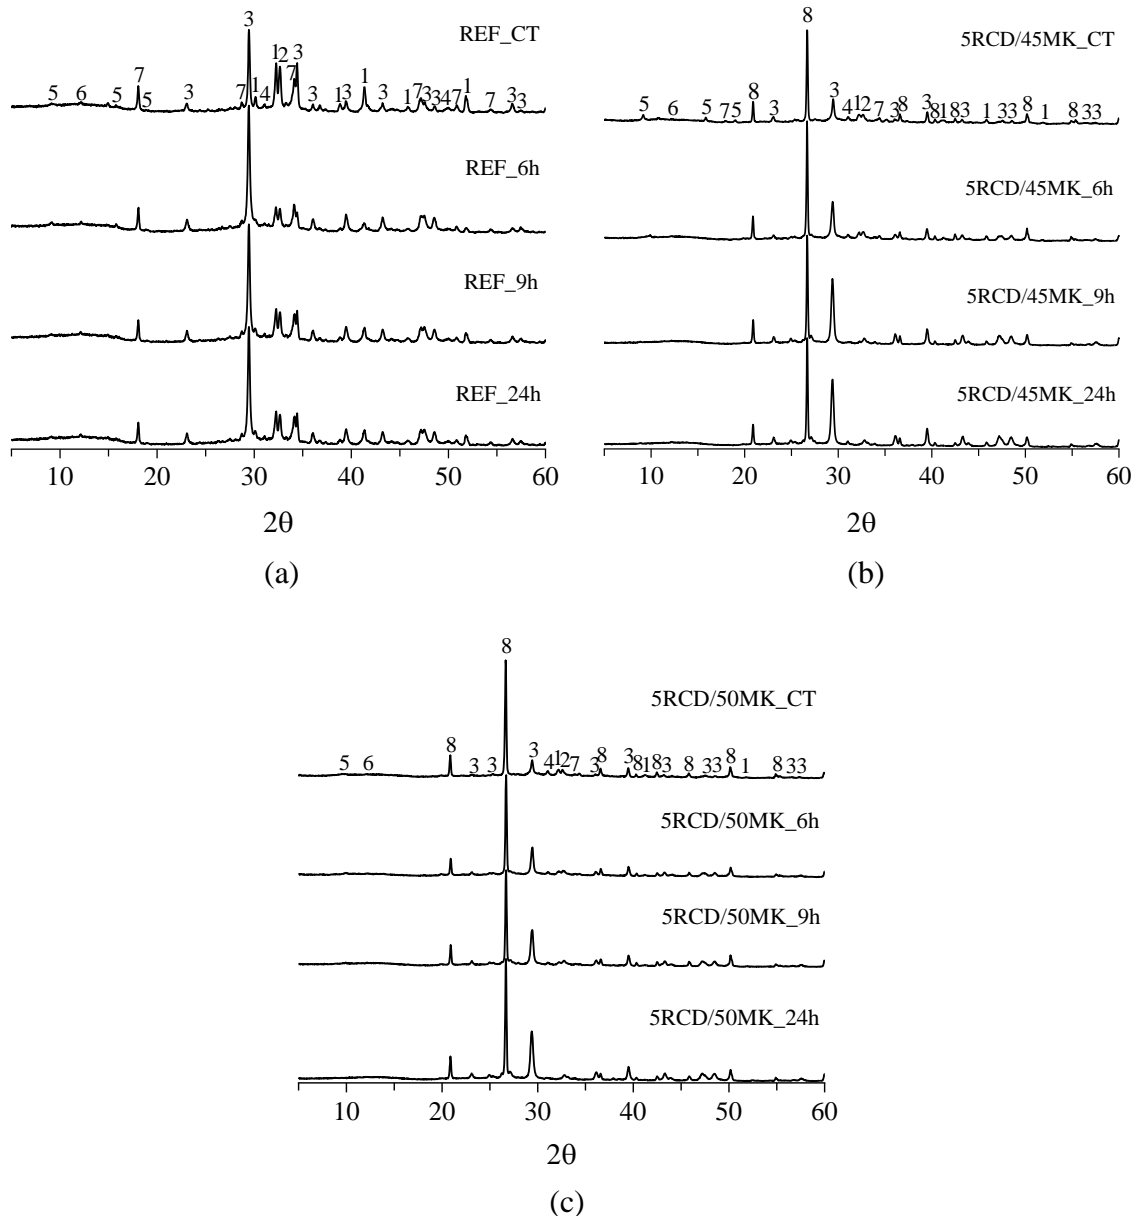 3
REF_CT
1 2 3
5 6 7 5 5 3 7 1 4 7 3 1 3 1 3 1 7 3 3 4 7 1 7 3 3
REF_6h
REF_9h
REF_24h
10 20 30 40 50 60
2θ
(a)
8
5RCD/45MK_CT
5 6 5 7 5 8 3 3 4 1 2 7 3 8 3 8 1 8 3 1 3 3 8 1 8 3 3
5RCD/45MK_6h
5RCD/45MK_9h
5RCD/45MK_24h
10 20 30 40 50 60
2θ
(b)
8
5RCD/50MK_CT
5 6 8 3 3 3 4 1 2 7 3 8 3 8 1 8 3 8 3 3 8 1 8 3 3
5RCD/50MK_6h
5RCD/50MK_9h
5RCD/50MK_24h
10 20 30 40 50 60
2θ
(c)